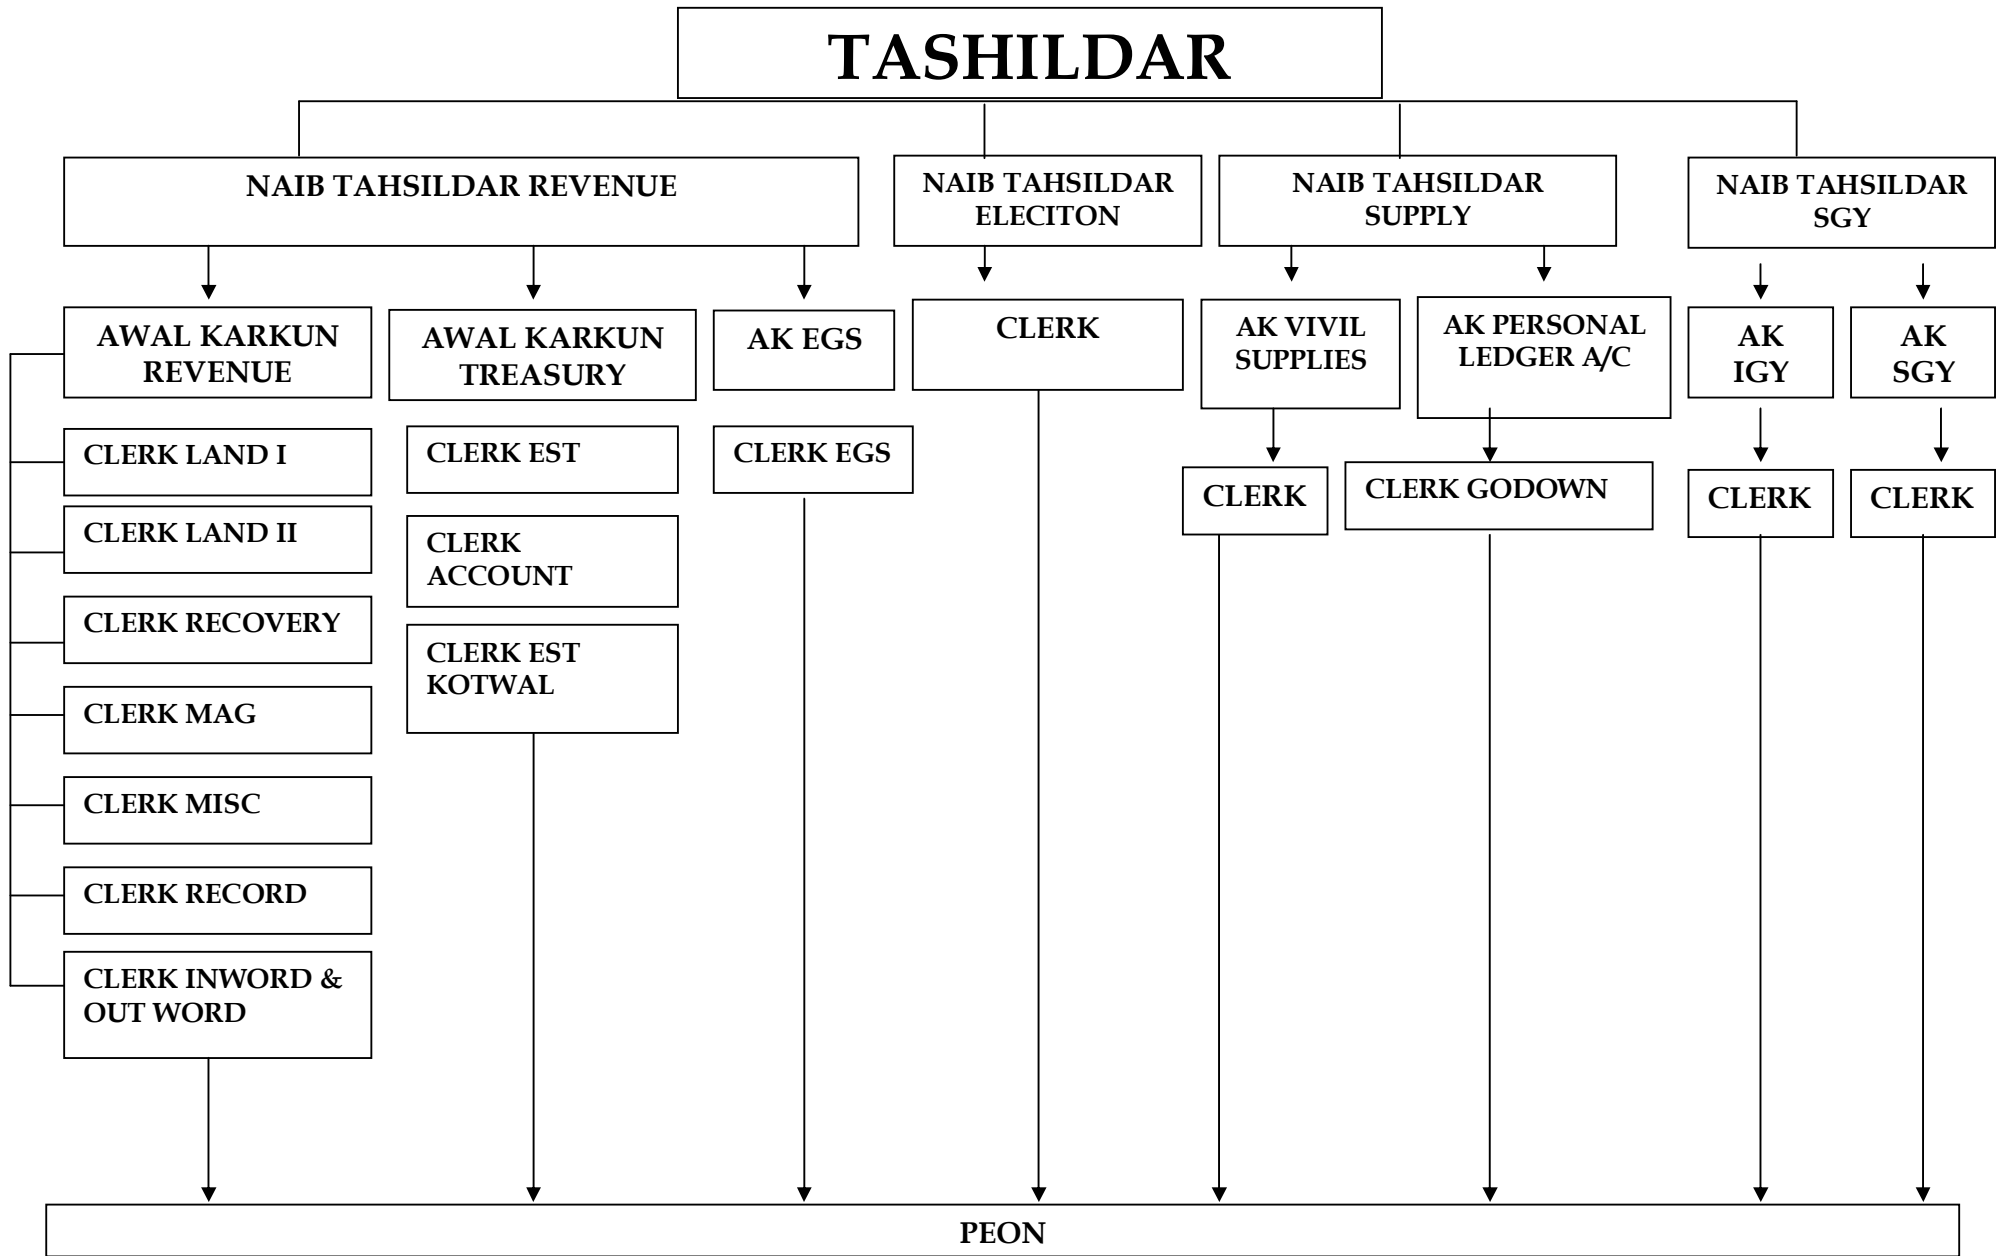 TASHILDAR
NAIB TAHSILDAR REVENUE
NAIB TAHSILDAR
ELECITON
NAIB TAHSILDAR
SUPPLY
NAIB TAHSILDAR
SGY
AWAL KARKUN
REVENUE
AWAL KARKUN
TREASURY
AK EGS
CLERK
AK VIVIL
SUPPLIES
AK PERSONAL
LEDGER A/C
AK
IGY
AK
SGY
CLERK LAND I
CLERK EST
CLERK EGS
CLERK
CLERK GODOWN
CLERK
CLERK
CLERK LAND II
CLERK
ACCOUNT
CLERK RECOVERY
CLERK EST
KOTWAL
CLERK MAG
CLERK MISC
CLERK RECORD
CLERK INWORD &
OUT WORD
PEON